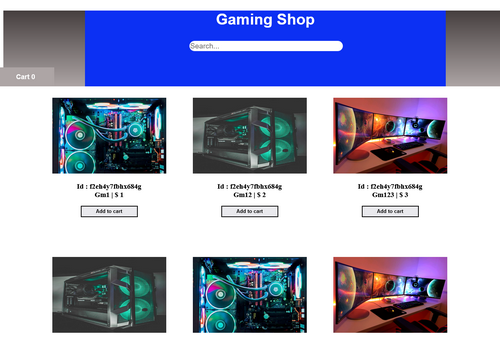 Gaming Shop
Search...
Cart 0
Id : f2eh4y7fbhx684g
Gm1 | $ 1
Add to cart
Id : f2eh4y7fbhx684g
Gm12 | $ 2
Add to cart
Id : f2eh4y7fbhx684g
Gm123 | $ 3
Add to cart